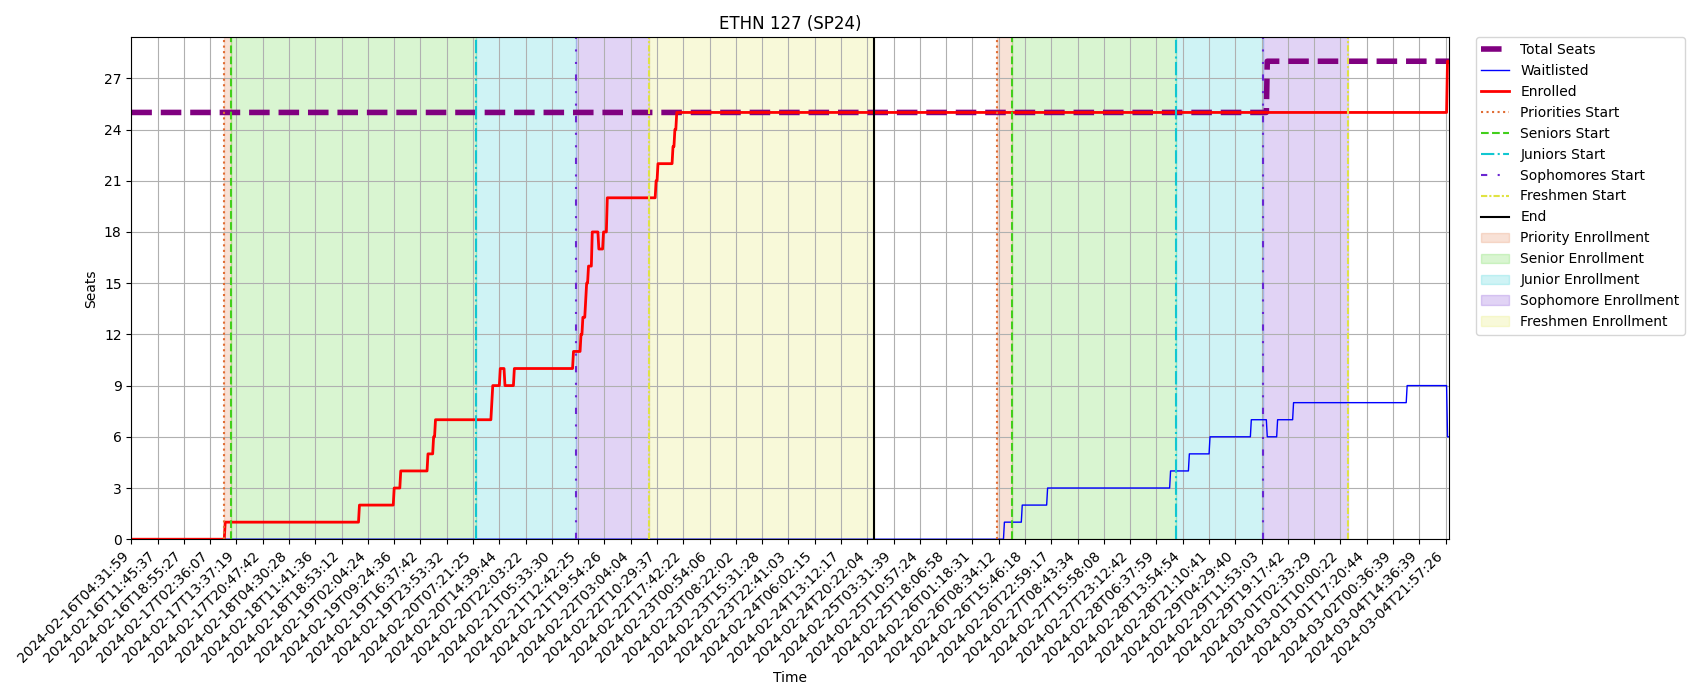 ETHN 127 (SP24)
Seats
27
24
21
18
15
12
9
6
3
0
2024-02-16T04:31:59
2024-02-16T11:45:37
2024-02-16T18:55:27
2024-02-17T02:36:07
2024-02-17T13:37:19
2024-02-17T20:47:42
2024-02-18T04:30:28
2024-02-18T11:41:36
2024-02-18T18:53:12
2024-02-19T02:04:24
2024-02-19T09:24:36
2024-02-19T16:37:42
2024-02-19T23:53:32
2024-02-20T07:21:25
2024-02-20T14:39:44
2024-02-20T22:03:22
2024-02-21T05:33:30
2024-02-21T12:42:25
2024-02-21T19:54:26
2024-02-22T03:04:04
2024-02-22T10:29:37
2024-02-22T17:42:22
2024-02-23T00:54:06
2024-02-23T08:22:02
2024-02-23T15:31:28
2024-02-23T22:41:03
2024-02-24T06:02:15
2024-02-24T13:12:17
2024-02-24T20:22:04
2024-02-25T03:31:39
2024-02-25T10:57:24
2024-02-25T18:06:58
2024-02-26T01:18:31
2024-02-26T08:34:12
2024-02-26T15:46:18
2024-02-26T22:59:17
2024-02-27T08:43:34
2024-02-27T15:58:08
2024-02-27T23:12:42
2024-02-28T06:37:59
2024-02-28T13:54:54
2024-02-28T21:10:41
2024-02-29T04:29:40
2024-02-29T11:53:03
2024-02-29T19:17:42
2024-03-01T02:33:29
2024-03-01T10:00:22
2024-03-01T17:20:44
2024-03-02T00:36:39
2024-03-04T14:36:39
2024-03-04T21:57:26
Time
Total Seats
Waitlisted
Enrolled
Priorities Start
Seniors Start
Juniors Start
Sophomores Start
Freshmen Start
End
Priority Enrollment
Senior Enrollment
Junior Enrollment
Sophomore Enrollment
Freshmen Enrollment